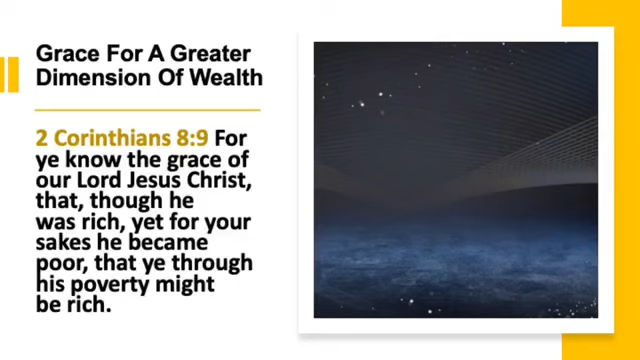 Grace For A Greater
Dimension Of Wealth
2 Corinthians 8:9 For
ye know the grace of
our Lord Jesus Christ,
that, though he
was rich, yet for your
sakes he became
poor, that ye through
his poverty might
be rich.